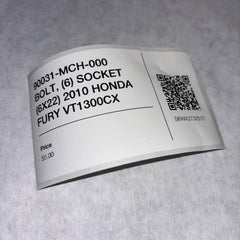 90031-MCH-000
BOLT, (6) SOCKET
(6X22) 2010 HONDA
FURY VT1300CX
Price
$5.00